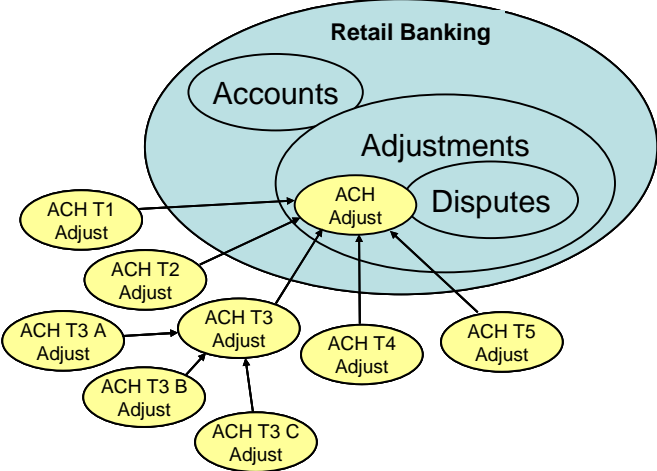 Retail Banking
Accounts
Adjustments
ACH
Adjust
Disputes
ACH T1
Adjust
ACH T2
Adjust
ACH T3
Adjust
ACH T3 A
Adjust
ACH T4
Adjust
ACH T5
Adjust
ACH T3 B
Adjust
ACH T3 C
Adjust